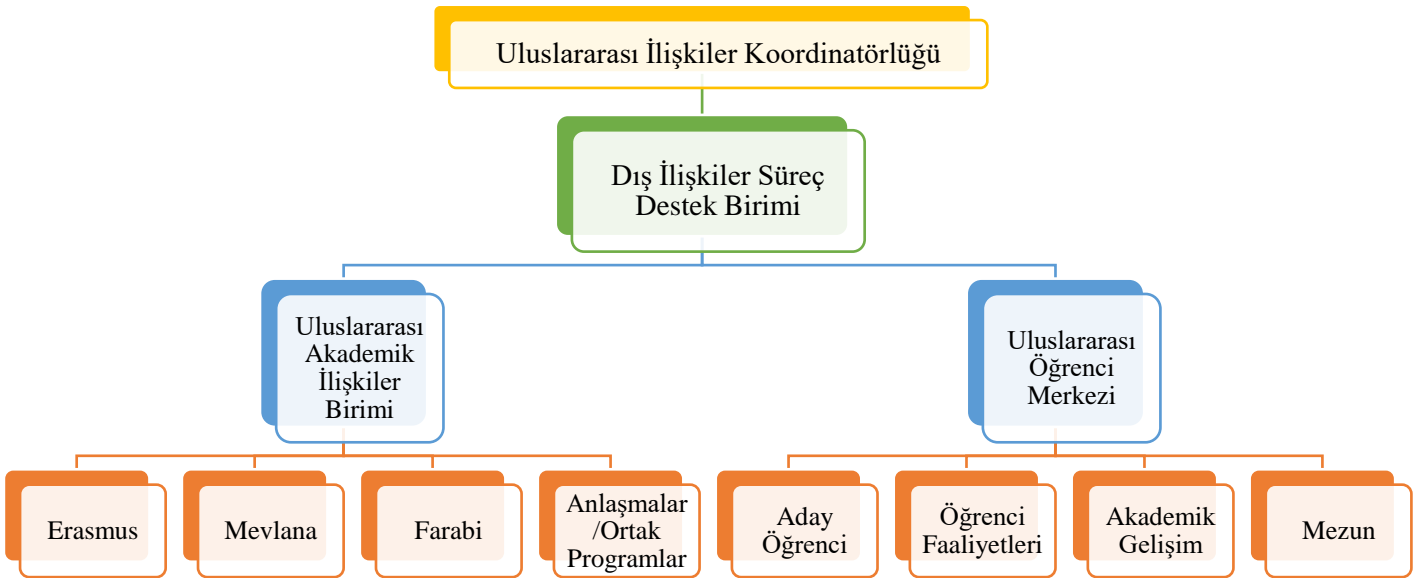 Uluslararası İlişkiler Koordinatörlüğü
Dış İlişkiler Süreç
Destek Birimi
Uluslararası
Akademik
İlişkiler
Birimi
Uluslararası
Öğrenci
Merkezi
Erasmus
Mevlana
Farabi
Anlaşmalar
/Ortak
Programlar
Aday
Öğrenci
Öğrenci
Faaliyetleri
Akademik
Gelişim
Mezun